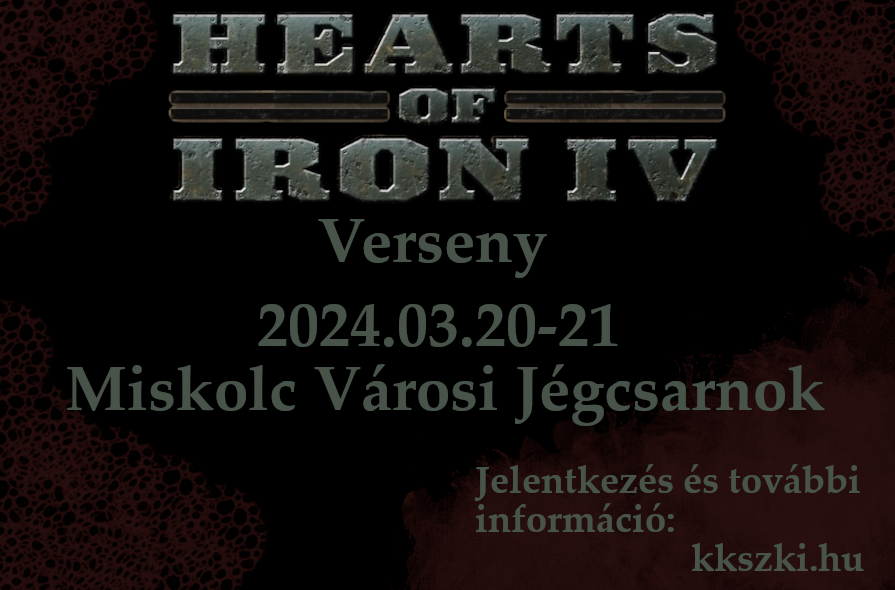 HEARTS
OF
IRON IV
Verseny
2024.03.20-21
Miskolc Városi Jégcsarnok
Jelentkezés és további
információ:
kkszki.hu